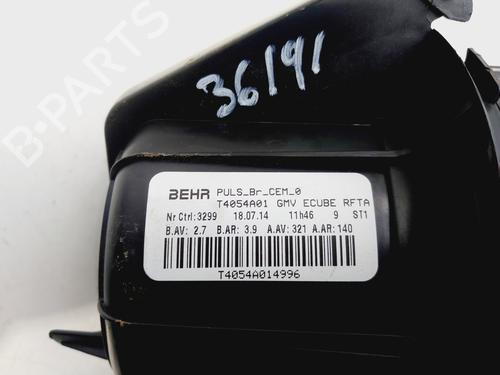 36191
B-PARTS
BEHR PULS_Br_CEM_0
T4054A01 GMV ECUBE RFTA
Nr Ctrl:3299 18.07.14 11h46 9 ST1
B.AV: 2.7 B.AR: 3.9 A.AV:321 A.AR:140
T4054A014996